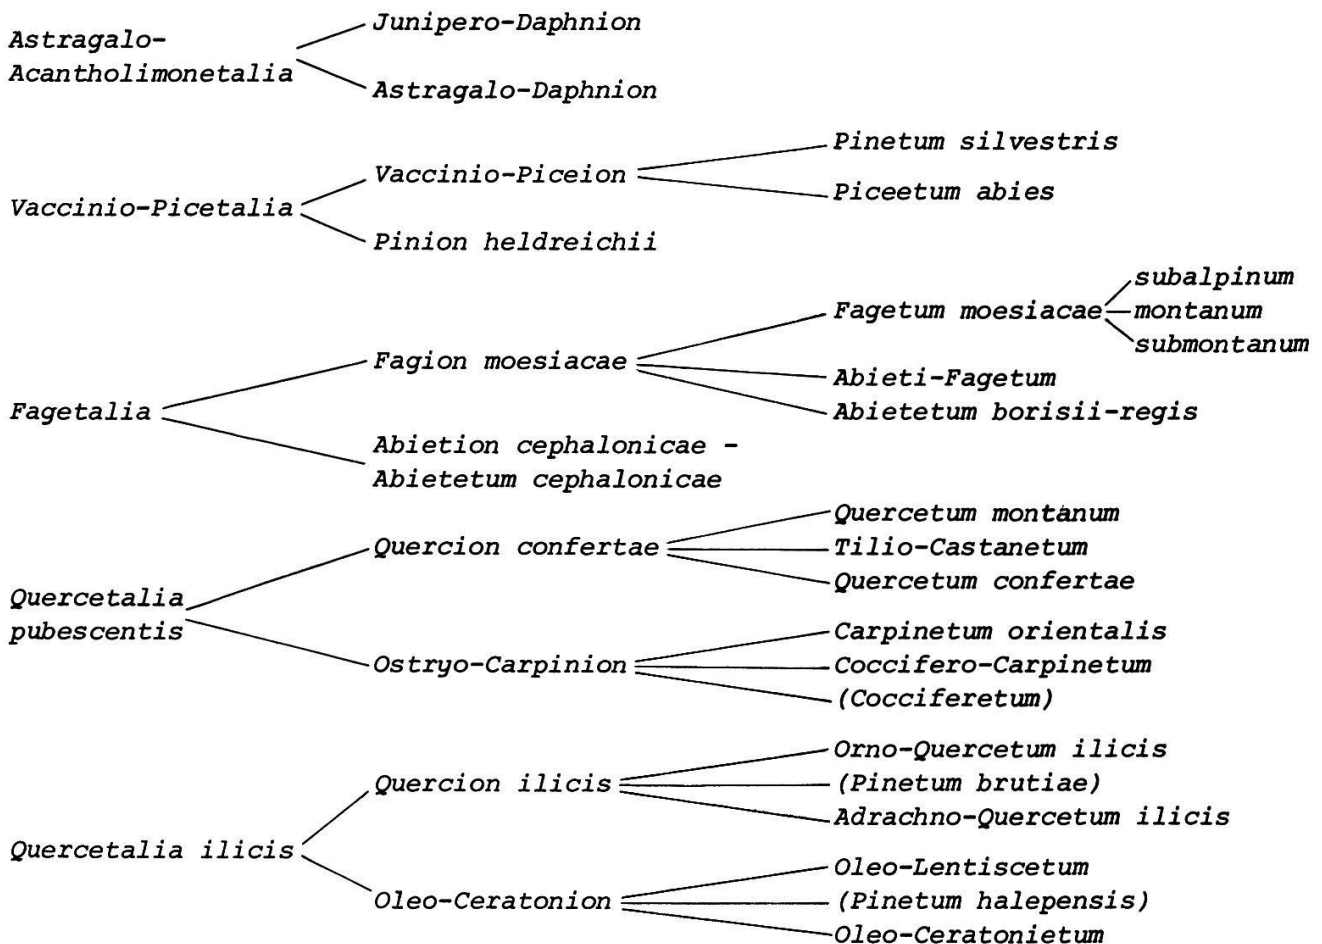 Junipero-Daphnion
Astragalo-
Acantholimonetalia
Astragalo-Daphnion
Pinetum silvestris
Vaccinio-Piceion
Piceetum abies
Vaccinio-Picetalia
Pinion heldreichii
subalpinum
Fagetum moesiacae
montanum
submontanum
Fagion moesiacae
Abieti-Fagetum
Fagetalia
Abietetum borisii-regis
Abietion cephalonicae -
Abietetum cephalonicae
Quercetum montanum
Quercion confertae
Tilio-Castanetum
Quercetum confertae
Quercetalia
pubescentis
Carpinetum orientalis
Ostryo-Carpinion
Coccifero-Carpinetum
(Cocciferetum)
Orno-Quercetum ilicis
Quercion ilicis
(Pinetum brutiae)
Adrachno-Quercetum ilicis
Quercetalia ilicis
Oleo-Lentiscetum
Oleo-Ceratonion
(Pinetum halepensis)
Oleo-Ceratonietum